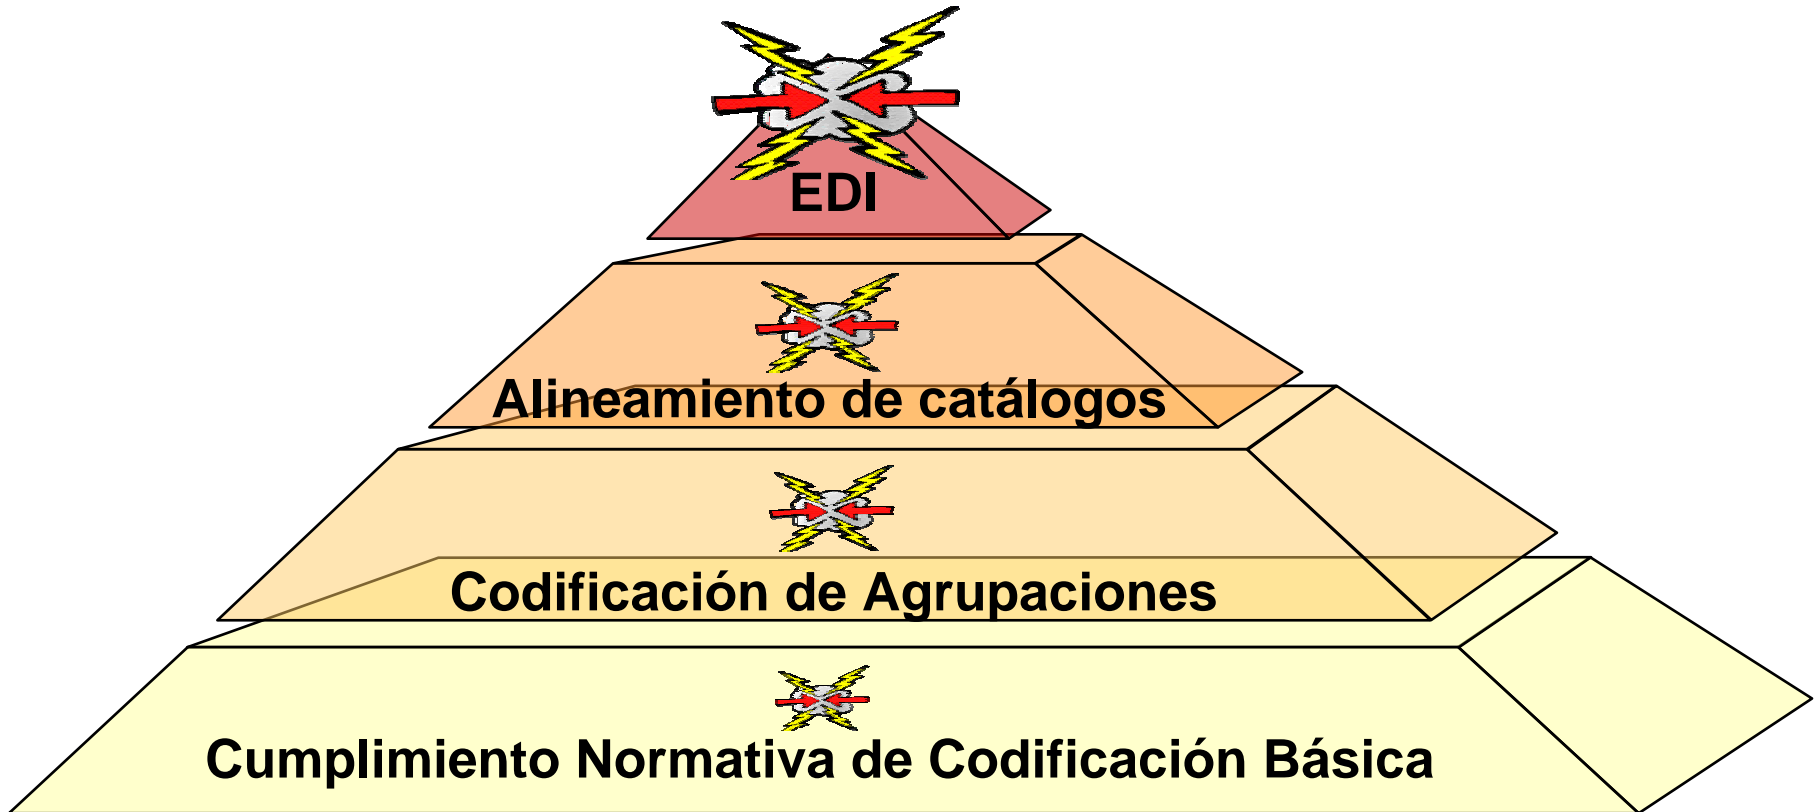 EDI
Alineamiento de catálogos
Codificación de Agrupaciones
Cumplimiento Normativa de Codificación Básica